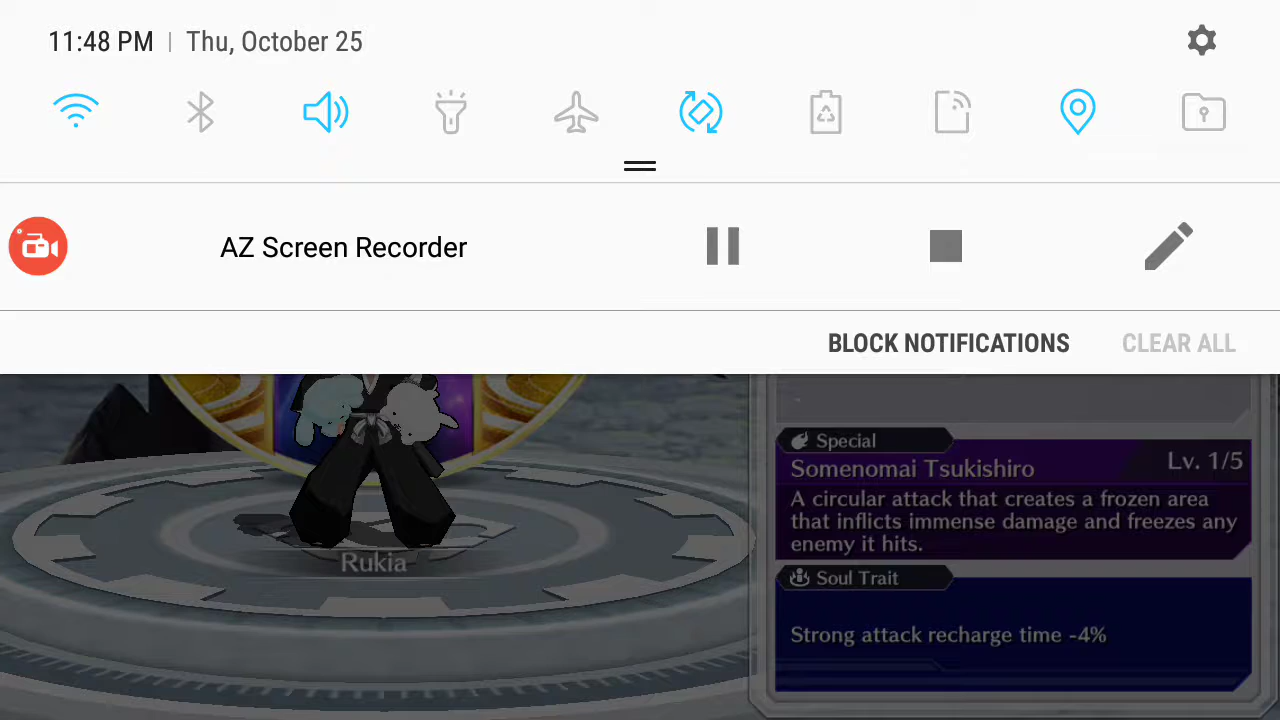 11:48 PM | Thu, October 25
AZ Screen Recorder
BLOCK NOTIFICATIONS CLEAR ALL
Special
Somenomai Tsukishiro Lv. 1/5
A circular attack that creates a frozen area
that inflicts immense damage and freezes any
enemy it hits.
Rukia
Soul Trait
Strong attack recharge time -4%